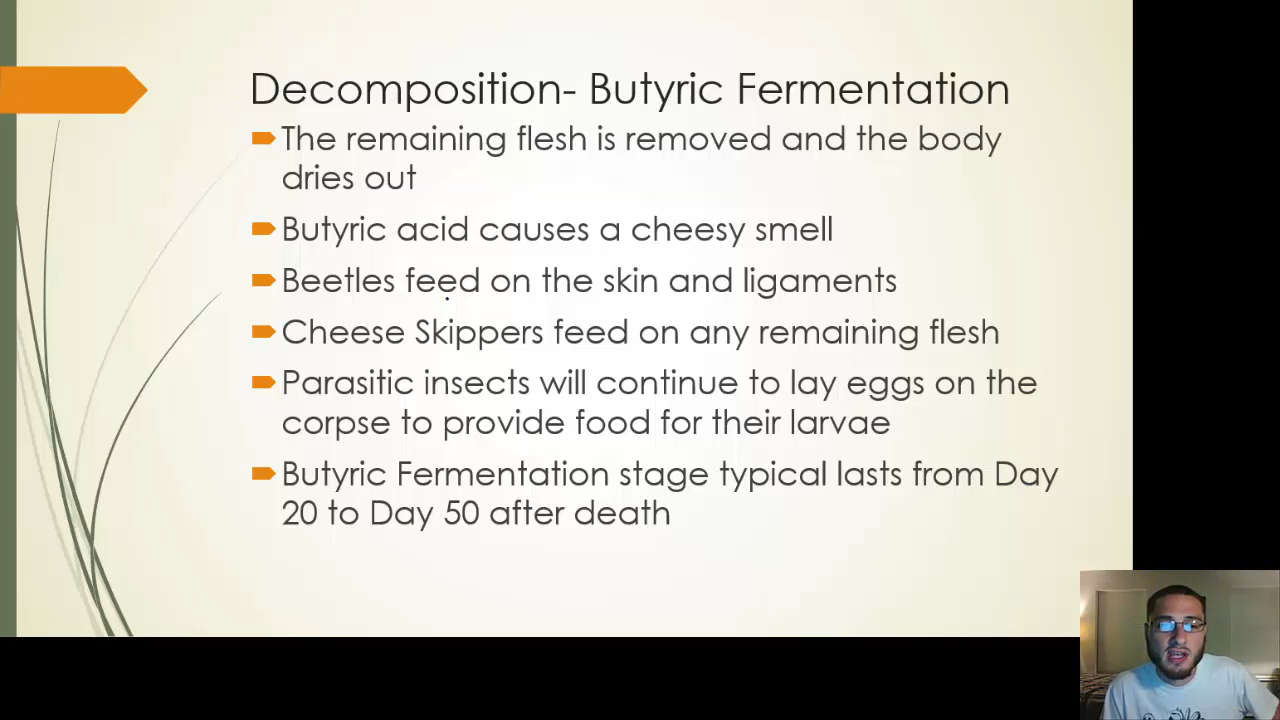 Decomposition- Butyric Fermentation
The remaining flesh is removed and the body
dries out
Butyric acid causes a cheesy smell
Beetles feed on the skin and ligaments
Cheese Skippers feed on any remaining flesh
Parasitic insects will continue to lay eggs on the
corpse to provide food for their larvae
Butyric Fermentation stage typical lasts from Day
20 to Day 50 after death